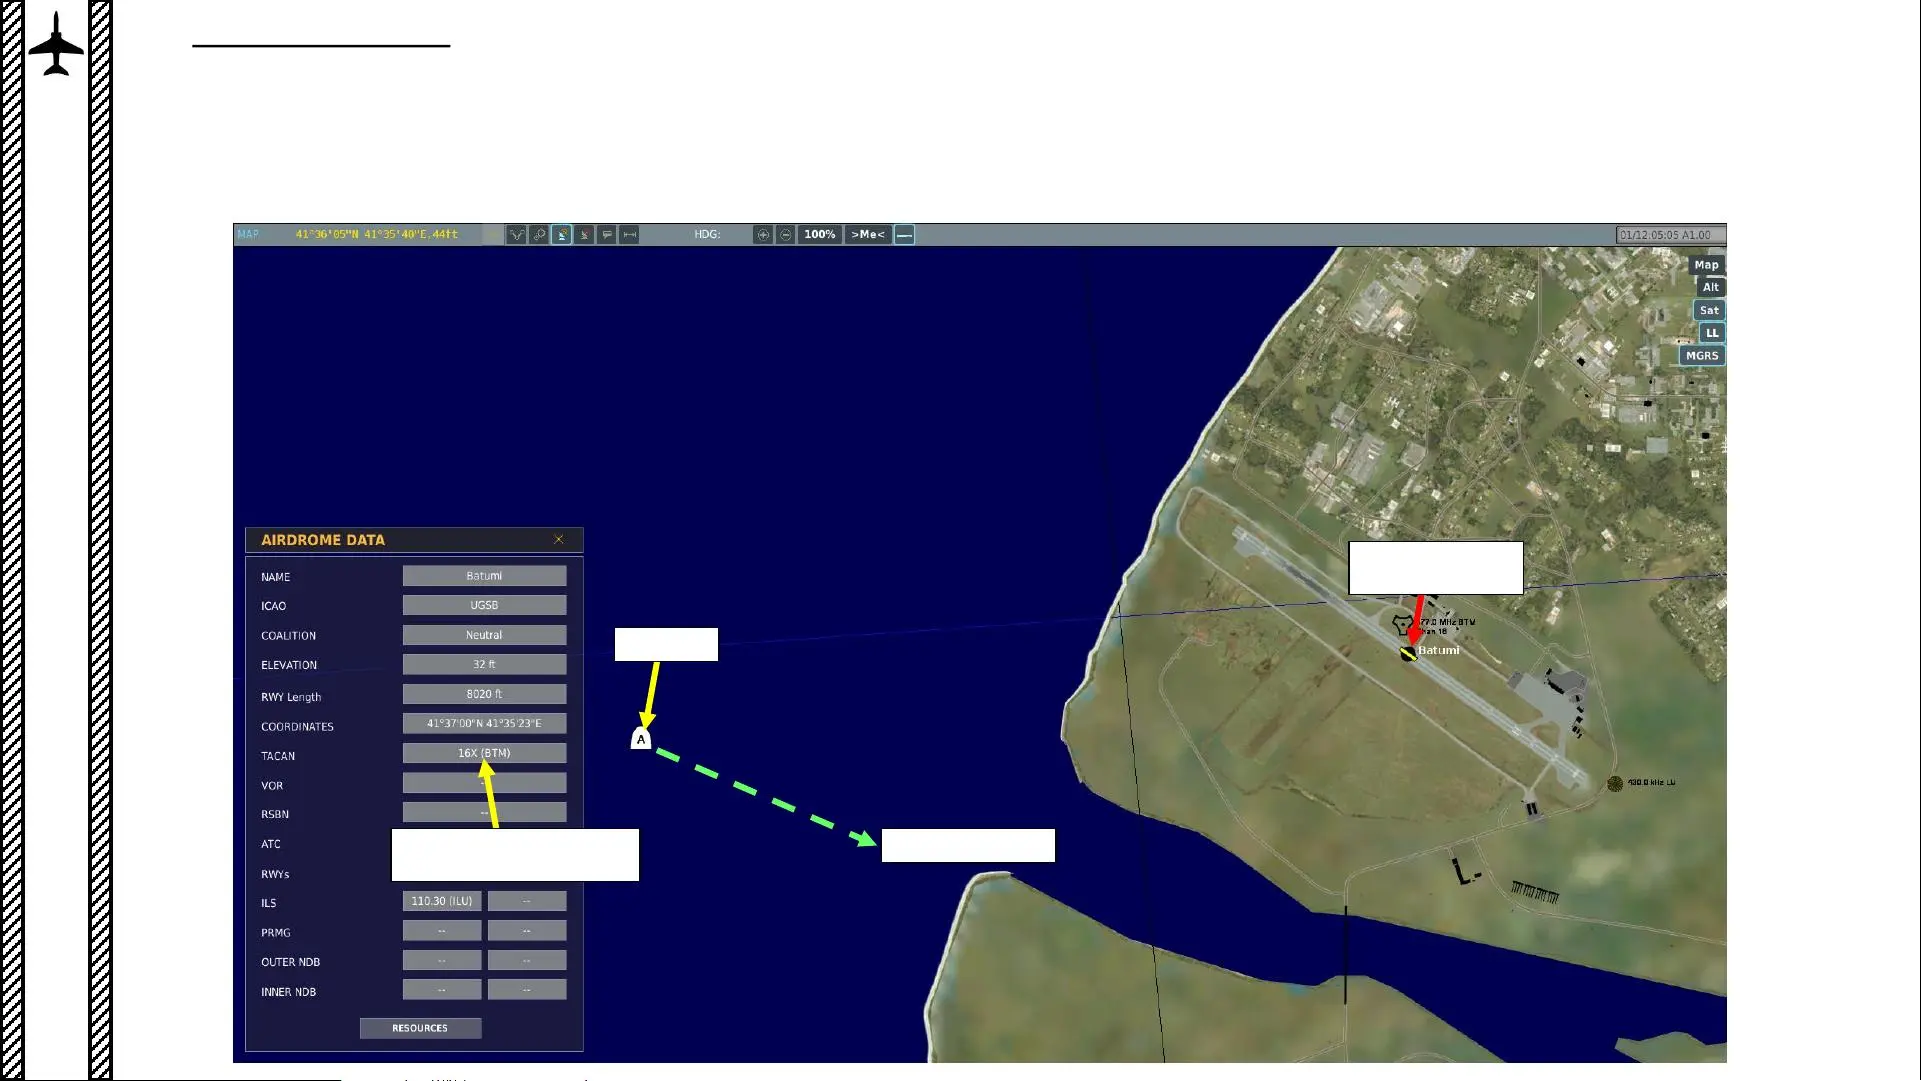 MAP 41°36'05"N 41°35'40"E,44ft HDG: 100% >Me< 01/12:05:05 A1.00
Map
Alt
Sat
LL
MGRS
AIRDROME DATA
NAME Batumi
ICAO UGSB
COALITION Neutral
ELEVATION 32 ft
RWY Length 8020 ft
COORDINATES 41°37'00"N 41°35'23"E
TACAN 16X (BTM)
VOR
RSBN --
ATC
RWYs
ILS 110.30 (ILU) --
PRMG -- --
OUTER NDB -- --
INNER NDB -- --
RESOURCES
A
77.0 MHz BTM
han 16
Batumi
430.0 kHz LU